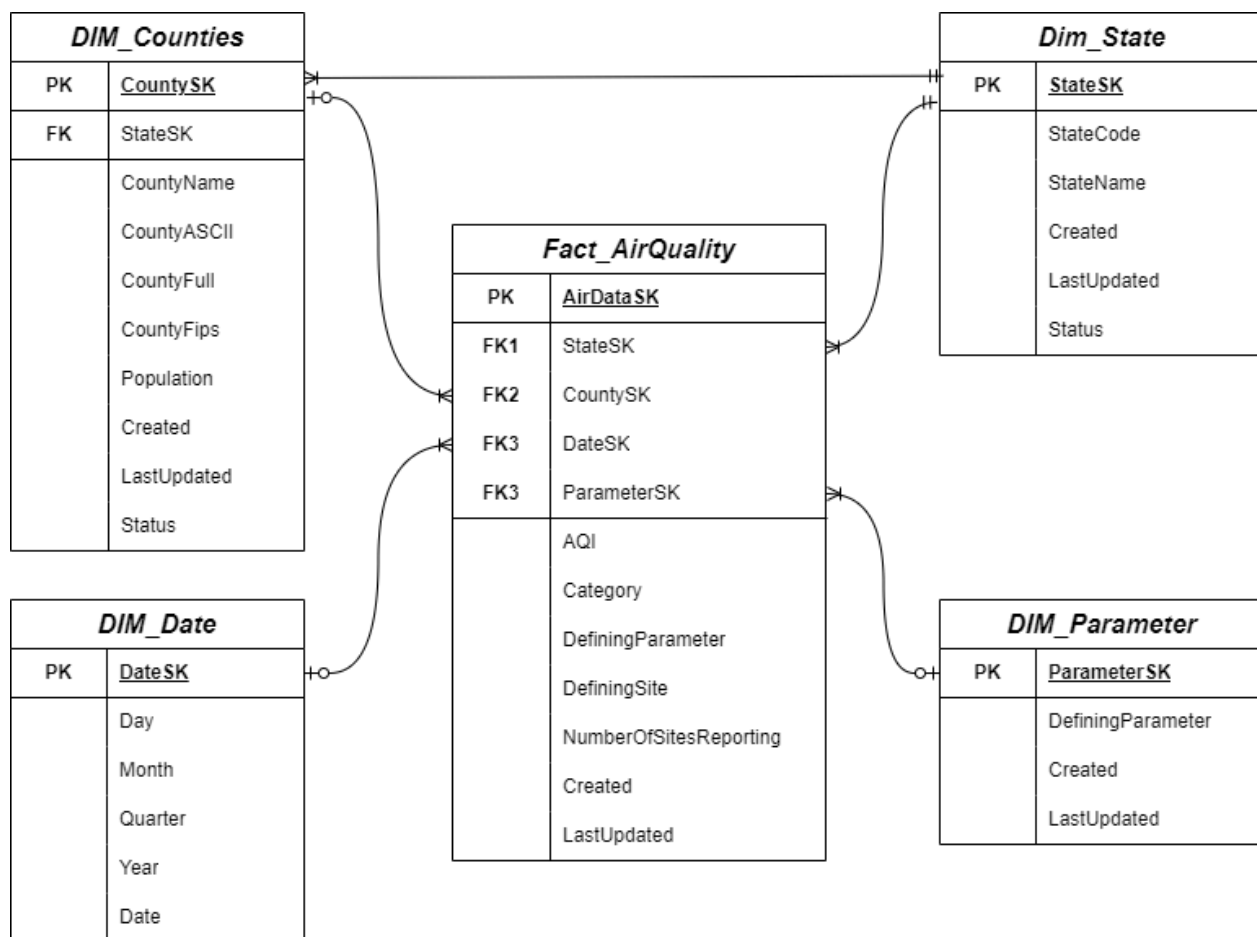 DIM_Counties
PK CountySK
FK StateSK
CountyName
CountyASCII
CountyFull
CountyFips
Population
Created
LastUpdated
Status
Dim_State
PK StateSK
StateCode
StateName
Created
LastUpdated
Status
Fact_AirQuality
PK AirDataSK
FK1 StateSK
FK2 CountySK
FK3 DateSK
FK3 ParameterSK
AQI
Category
DefiningParameter
DefiningSite
NumberOfSitesReporting
Created
LastUpdated
DIM_Date
PK DateSK
Day
Month
Quarter
Year
Date
DIM_Parameter
PK ParameterSK
DefiningParameter
Created
LastUpdated